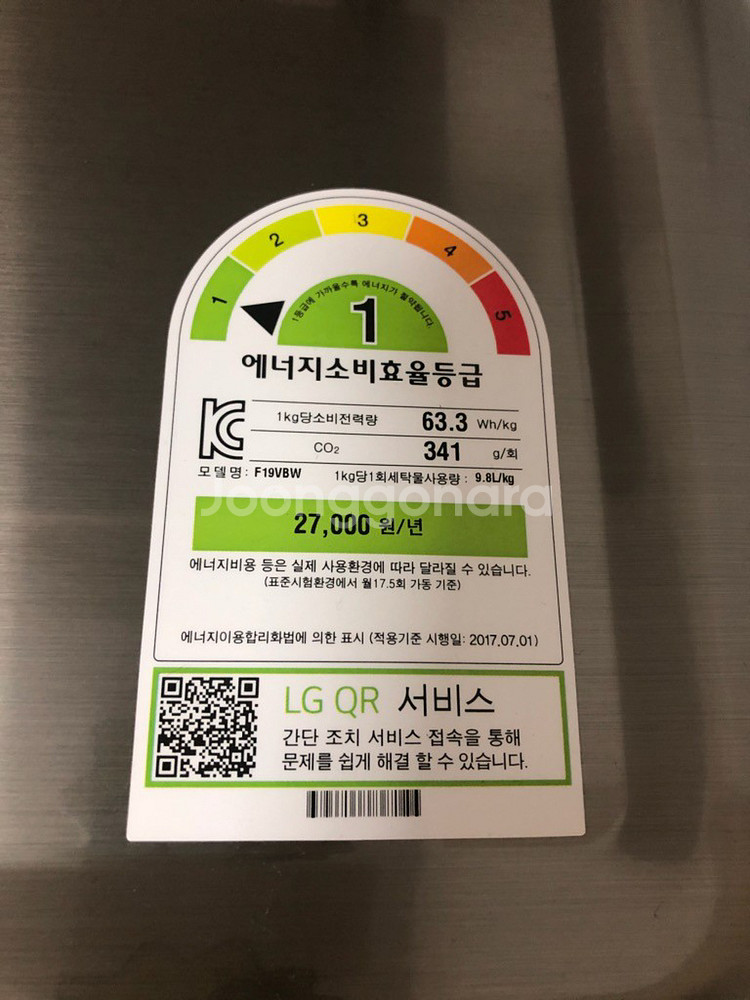 1 2 3 4 5
1등급에 가까울수록 에너지가 절약됩니다.
1
에너지소비효율등급
1kg당소비전력량 63.3 Wh/kg
CO₂ 341 g/회
모델명: F19VBW 1kg당1회세탁물사용량 : 9.8L/kg
Joonggonara
27,000 원/년
에너지비용 등은 실제 사용환경에 따라 달라질 수 있습니다.
(표준시험환경에서 월17.5회 가동 기준)
에너지이용합리화법에 의한 표시 (적용기준 시행일: 2017.07.01)
LG QR 서비스
간단 조치 서비스 접속을 통해
문제를 쉽게 해결 할 수 있습니다.